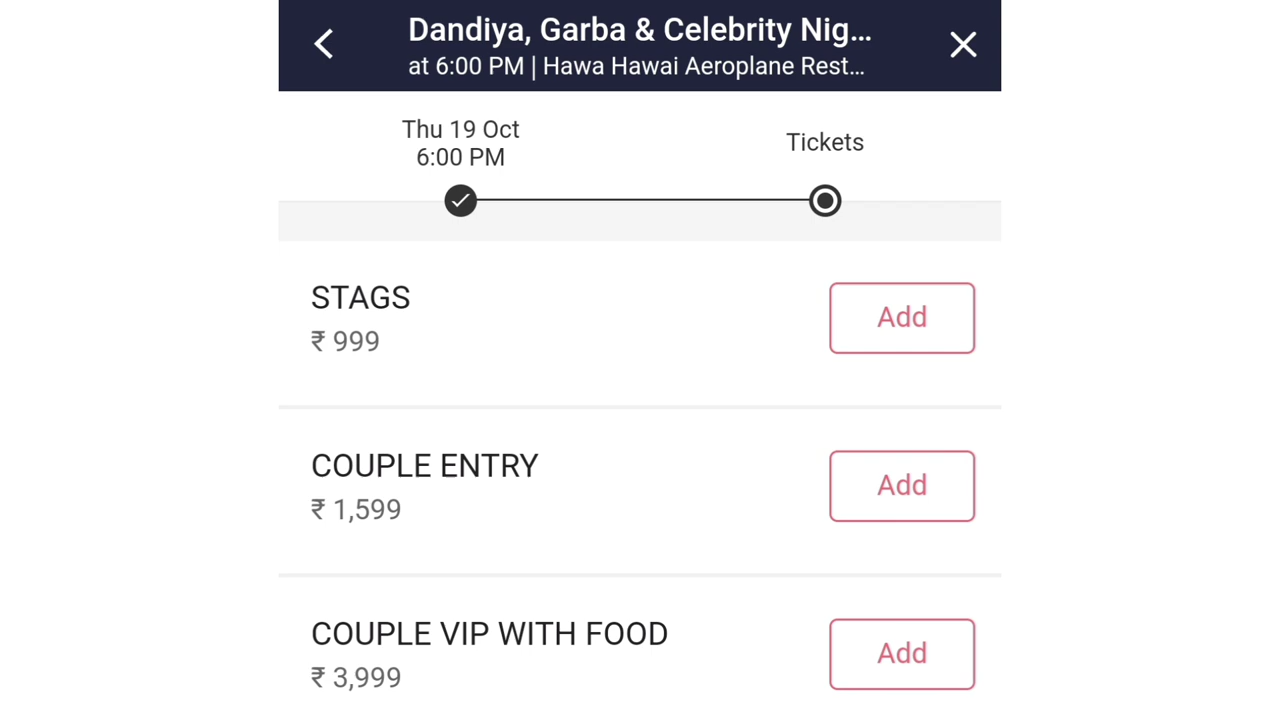 Dandiya, Garba & Celebrity Nig...
at 6:00 PM | Hawa Hawai Aeroplane Rest...
Thu 19 Oct
6:00 PM
Tickets
STAGS
₹ 999
Add
COUPLE ENTRY
₹ 1,599
Add
COUPLE VIP WITH FOOD
₹ 3,999
Add